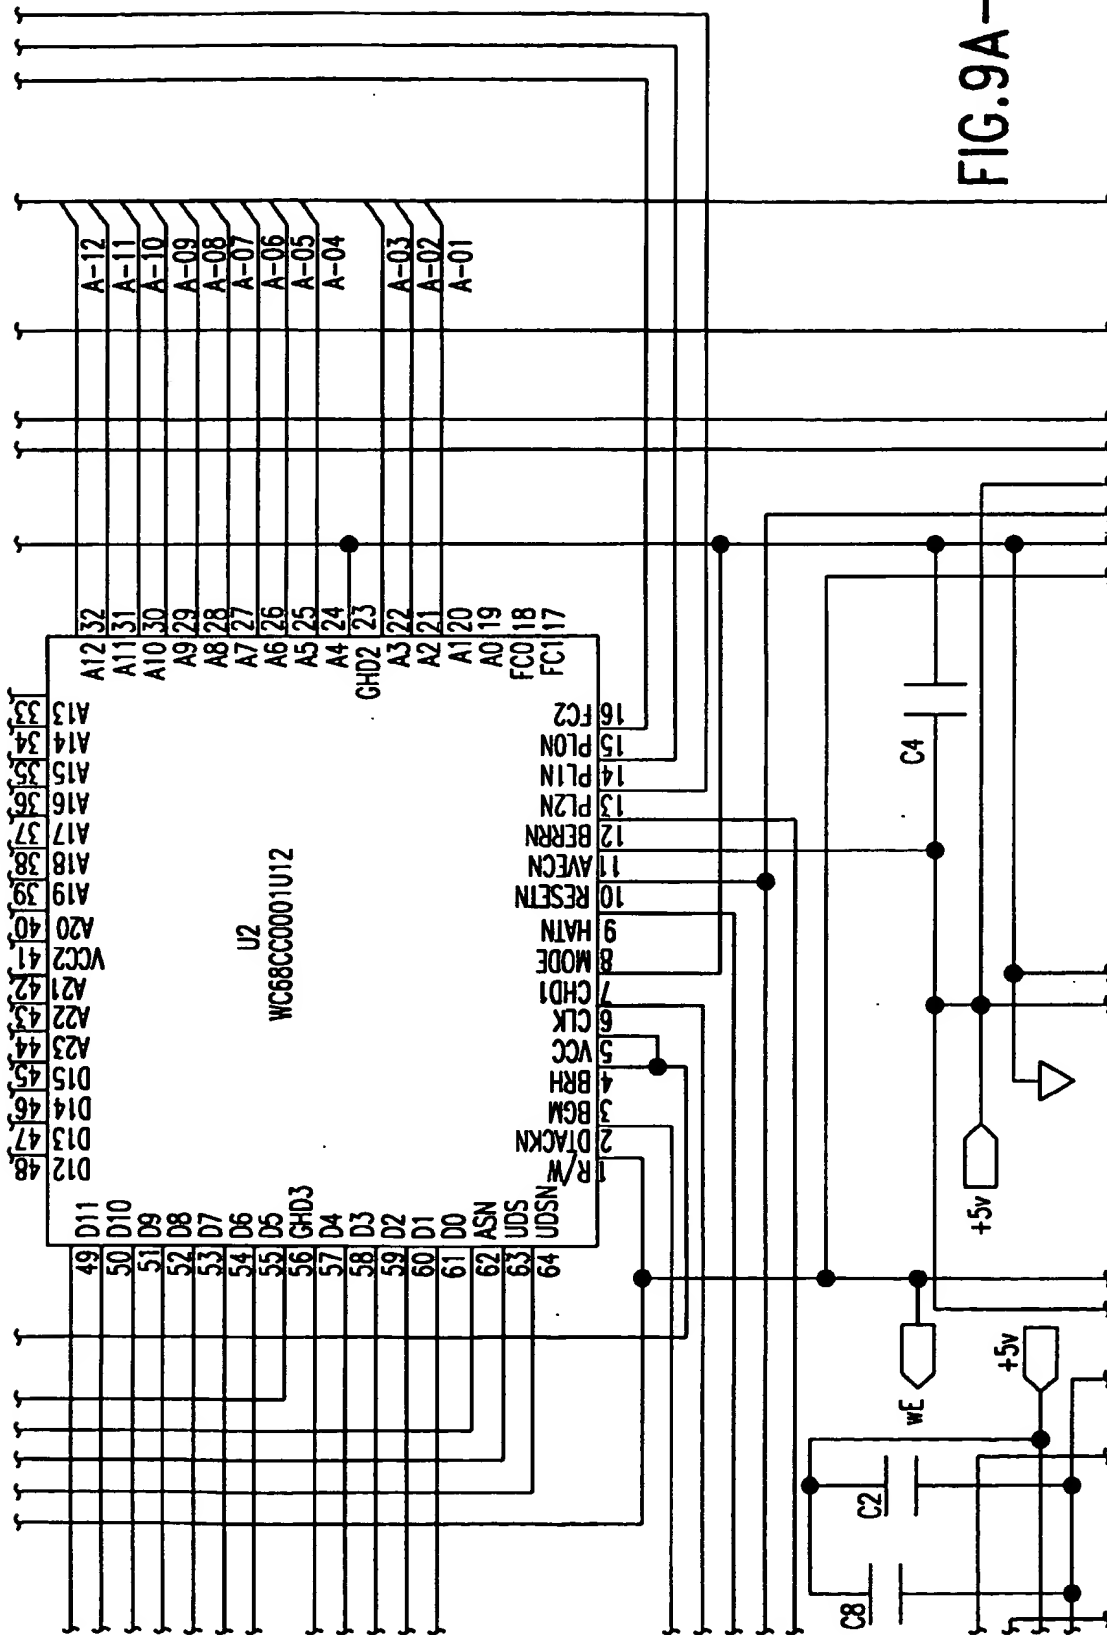 FIG.9A-
A-12
A-11
A-10
A-09
A-08
A-07
A-06
A-05
A-04
A-03
A-02
A-01
A12 32
A11 31
A10 30
A9 29
A8 28
A7 27
A6 26
A5 25
A4 24
GHD2 23
A3 22
A2 21
A1 20
A0 19
FC0 18
FC1 17
33 A13
34 A14
35 A15
36 A16
37 A17
38 A18
39 A19
40 A20
41 VCC2
42 A21
43 A22
44 A23
45 D15
46 D14
47 D13
48 D12
U2
WC68CC0001U12
16 FC2
15 PL0N
14 PL1N
13 PL2N
12 BERRN
11 AVECN
10 RESETN
9 HATN
8 MODE
7 CHD1
6 CLK
5 VCC
4 BRH
3 BGM
2 DTACKN
1 R/W
49 D11
50 D10
51 D9
52 D8
53 D7
54 D6
55 D5
56 GHD3
57 D4
58 D3
59 D2
60 D1
61 D0
62 ASN
63 UDS
64 UDSN
C4
+5v
wE
+5v
C2
C8